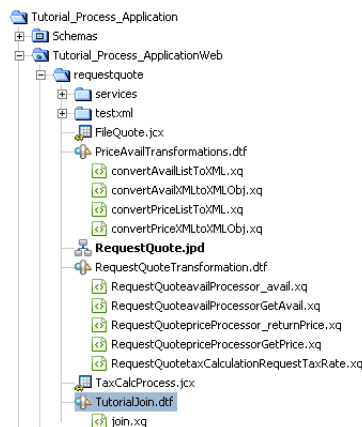 Tutorial_Process_Application
Schemas
Tutorial_Process_ApplicationWeb
requestquote
services
testxml
FileQuote.jcx
PriceAvailTransformations.dtf
convertAvailListToXML.xq
convertAvailXMLtoXMLObj.xq
convertPriceListToXML.xq
convertPriceXMLtoXMLObj.xq
RequestQuote.jpd
RequestQuoteTransformation.dtf
RequestQuoteavailProcessor_avail.xq
RequestQuoteavailProcessorGetAvail.xq
RequestQuotepriceProcessor_returnPrice.xq
RequestQuotepriceProcessorGetPrice.xq
RequestQuotetaxCalculationRequestTaxRate.xq
TaxCalcProcess.jcx
TutorialJoin.dtf
join.xq